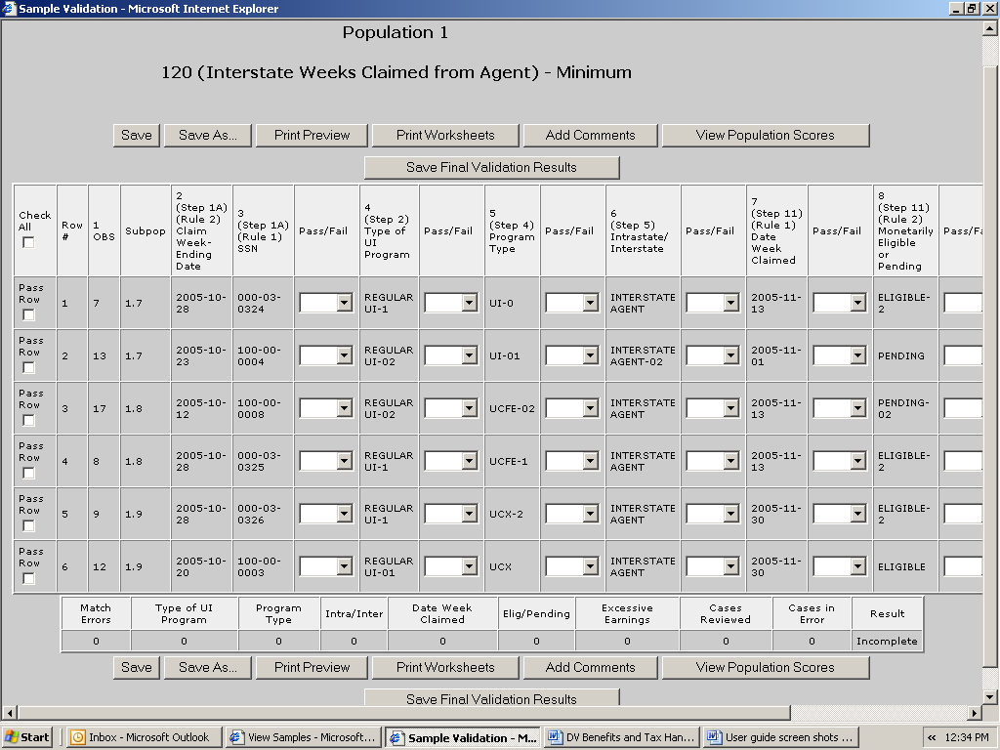 Sample Validation - Microsoft Internet Explorer
Population 1
120 (Interstate Weeks Claimed from Agent) - Minimum
Save Save As... Print Preview Print Worksheets Add Comments View Population Scores
Save Final Validation Results
Check All
Row #
1 OBS
Subpop
2 (Step 1A) (Rule 2) Claim Week-Ending Date
3 (Step 1A) (Rule 1) SSN
Pass/Fail
4 (Step 2) Type of UI Program
Pass/Fail
5 (Step 4) Program Type
Pass/Fail
6 (Step 5) Intrastate/ Interstate
Pass/Fail
7 (Step 11) (Rule 1) Date Week Claimed
Pass/Fail
8 (Step 11) (Rule 2) Monetarily Eligible or Pending
Pass/Fa
Pass Row 1 7 1.7 2005-10-28 000-03-0324 REGULAR UI-1 UI-0 INTERSTATE AGENT 2005-11-13 ELIGIBLE-2
Pass Row 2 13 1.7 2005-10-23 100-00-0004 REGULAR UI-02 UI-01 INTERSTATE AGENT-02 2005-11-01 PENDING
Pass Row 3 17 1.8 2005-10-12 100-00-0008 REGULAR UI-02 UCFE-02 INTERSTATE AGENT 2005-11-13 PENDING-02
Pass Row 4 8 1.8 2005-10-28 000-03-0325 REGULAR UI-1 UCFE-1 INTERSTATE AGENT 2005-11-13 ELIGIBLE-2
Pass Row 5 9 1.9 2005-10-28 000-03-0326 REGULAR UI-1 UCX-2 INTERSTATE AGENT 2005-11-30 ELIGIBLE-2
Pass Row 6 12 1.9 2005-10-20 100-00-0003 REGULAR UI-01 UCX INTERSTATE AGENT 2005-11-30 ELIGIBLE
Match Errors
Type of UI Program
Program Type
Intra/Inter
Date Week Claimed
Elig/Pending
Excessive Earnings
Cases Reviewed
Cases in Error
Result
0 0 0 0 0 0 0 0 0 Incomplete
Save Save As... Print Preview Print Worksheets Add Comments View Population Scores
Save Final Validation Results
Start Inbox - Microsoft Outlook View Samples - Microsoft... Sample Validation - M... DV Benefits and Tax Han... User guide screen shots ... « 12:34 PM